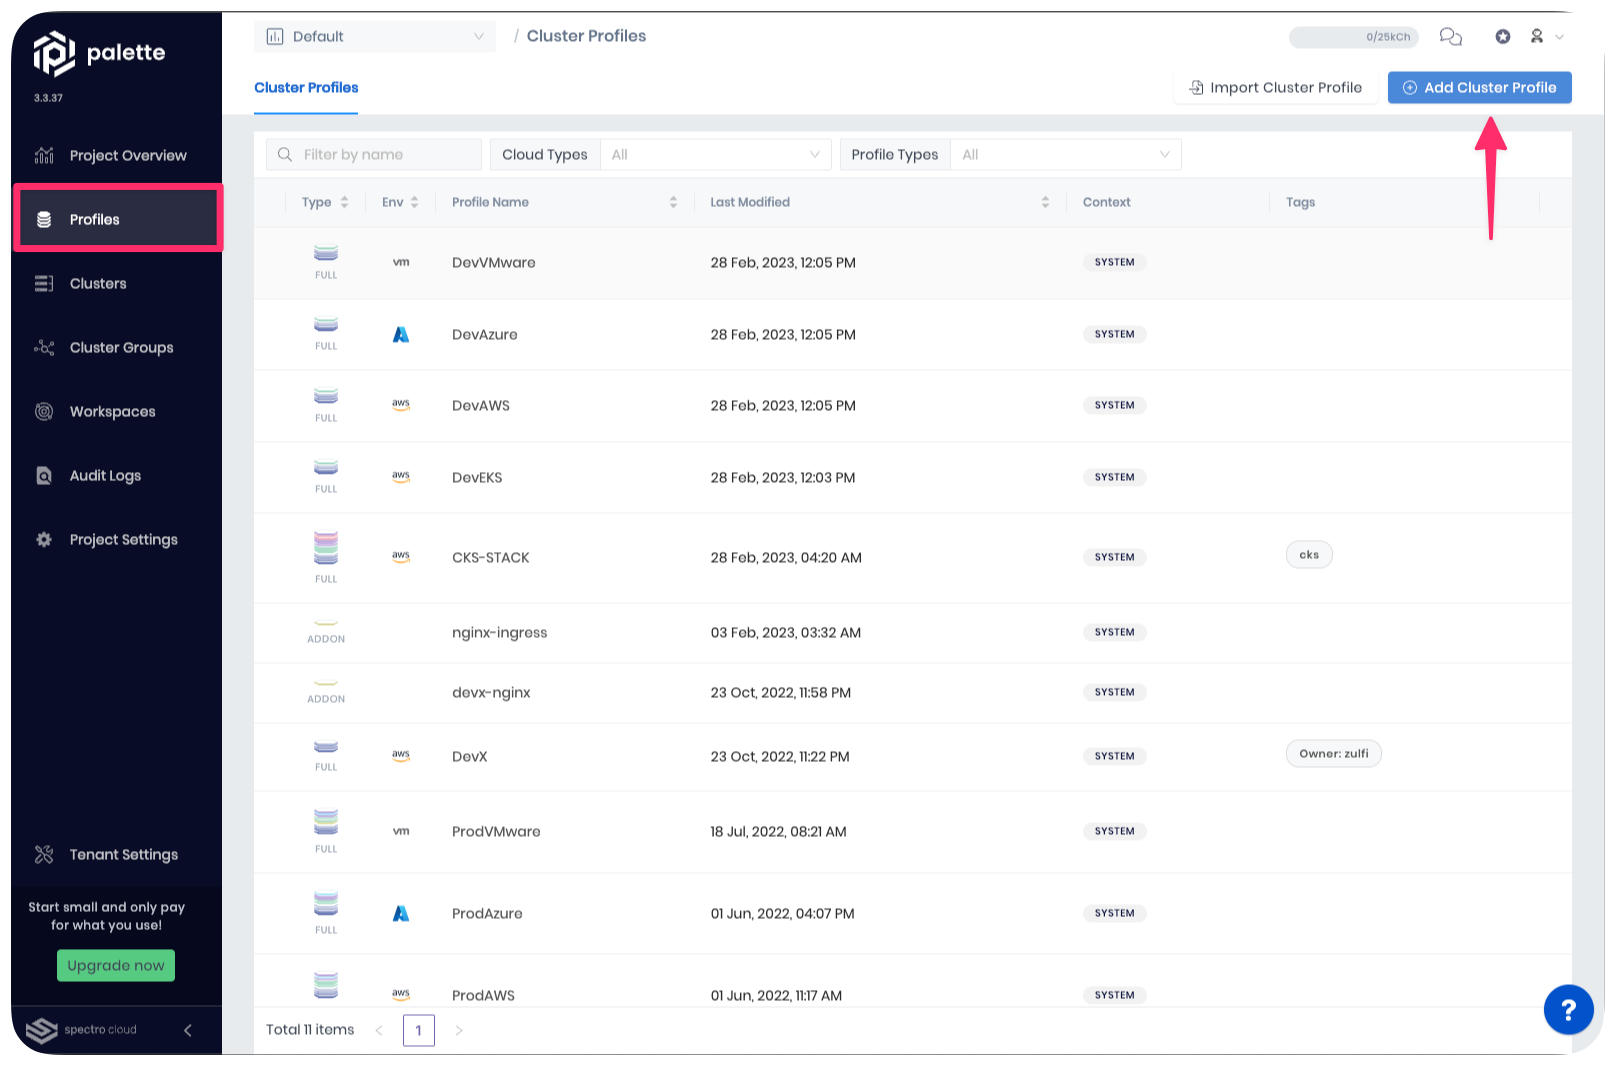 palette
3.3.37
Project Overview
Profiles
Clusters
Cluster Groups
Workspaces
Audit Logs
Project Settings
Tenant Settings
Start small and only pay
for what you use!
Upgrade now
spectro cloud
Default
/ Cluster Profiles
0/25kCh
Cluster Profiles
Import Cluster Profile
Add Cluster Profile
Filter by name
Cloud Types All
Profile Types All
Type Env Profile Name Last Modified Context Tags
FULL vm DevVMware 28 Feb, 2023, 12:05 PM SYSTEM
FULL DevAzure 28 Feb, 2023, 12:05 PM SYSTEM
FULL aws DevAWS 28 Feb, 2023, 12:05 PM SYSTEM
FULL aws DevEKS 28 Feb, 2023, 12:03 PM SYSTEM
FULL aws CKS-STACK 28 Feb, 2023, 04:20 AM SYSTEM cks
ADDON nginx-ingress 03 Feb, 2023, 03:32 AM SYSTEM
ADDON devx-nginx 23 Oct, 2022, 11:58 PM SYSTEM
FULL aws DevX 23 Oct, 2022, 11:22 PM SYSTEM Owner: zulfi
FULL vm ProdVMware 18 Jul, 2022, 08:21 AM SYSTEM
FULL ProdAzure 01 Jun, 2022, 04:07 PM SYSTEM
aws ProdAWS 01 Jun, 2022, 11:17 AM SYSTEM
Total 11 items < 1 >
?